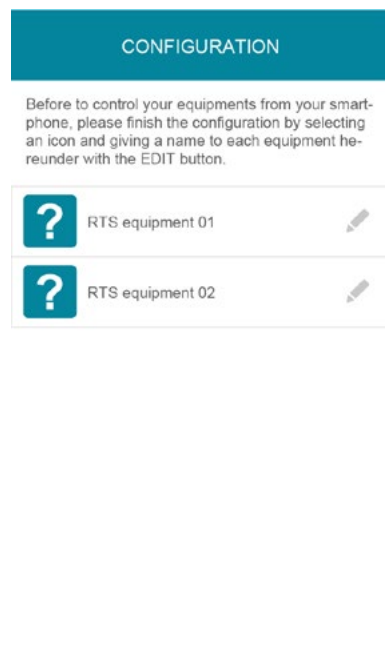 CONFIGURATION
Before to control your equipments from your smart-
phone, please finish the configuration by selecting
an icon and giving a name to each equipment he-
reunder with the EDIT button.
? RTS equipment 01
? RTS equipment 02